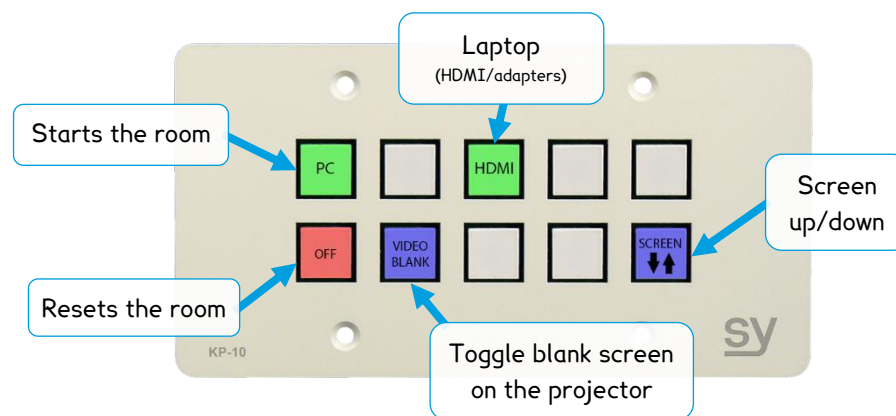 Laptop
(HDMI/adapters)
Starts the room
PC
HDMI
Screen
up/down
OFF
VIDEO
BLANK
SCREEN
Resets the room
Toggle blank screen
on the projector
KP-10
sy